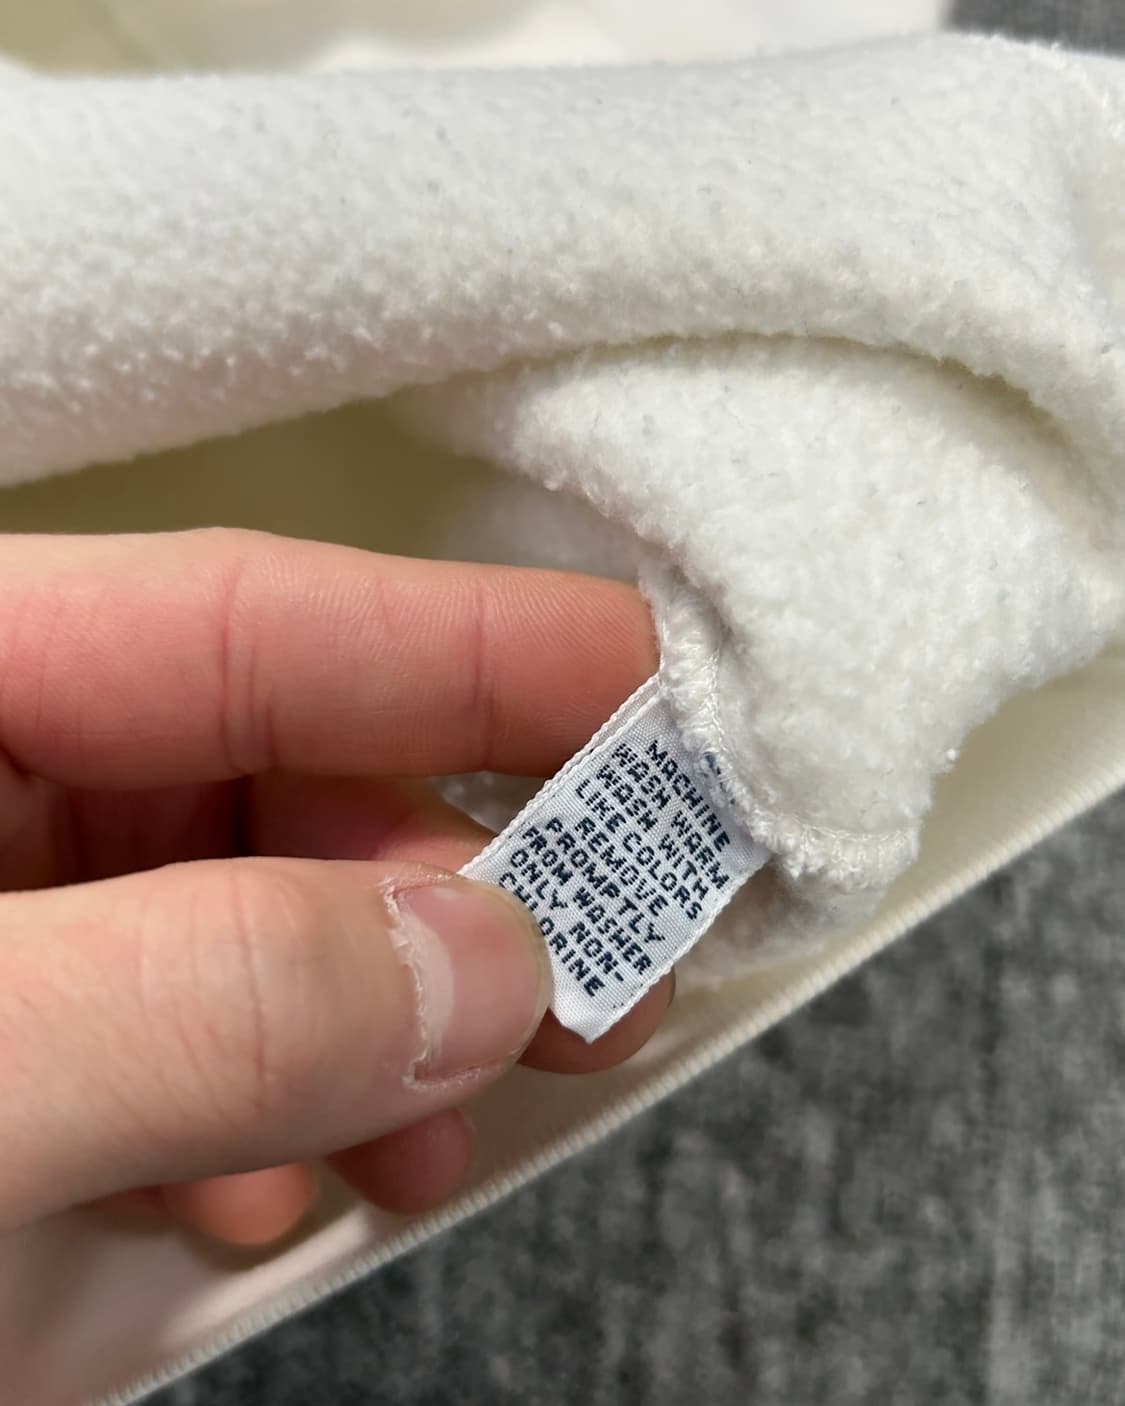 MACHINE
WASH WARM
WASH WITH
LIKE COLORS
REMOVE
PROMPTLY
FROM WASHER
ONLY NON-
CHLORINE